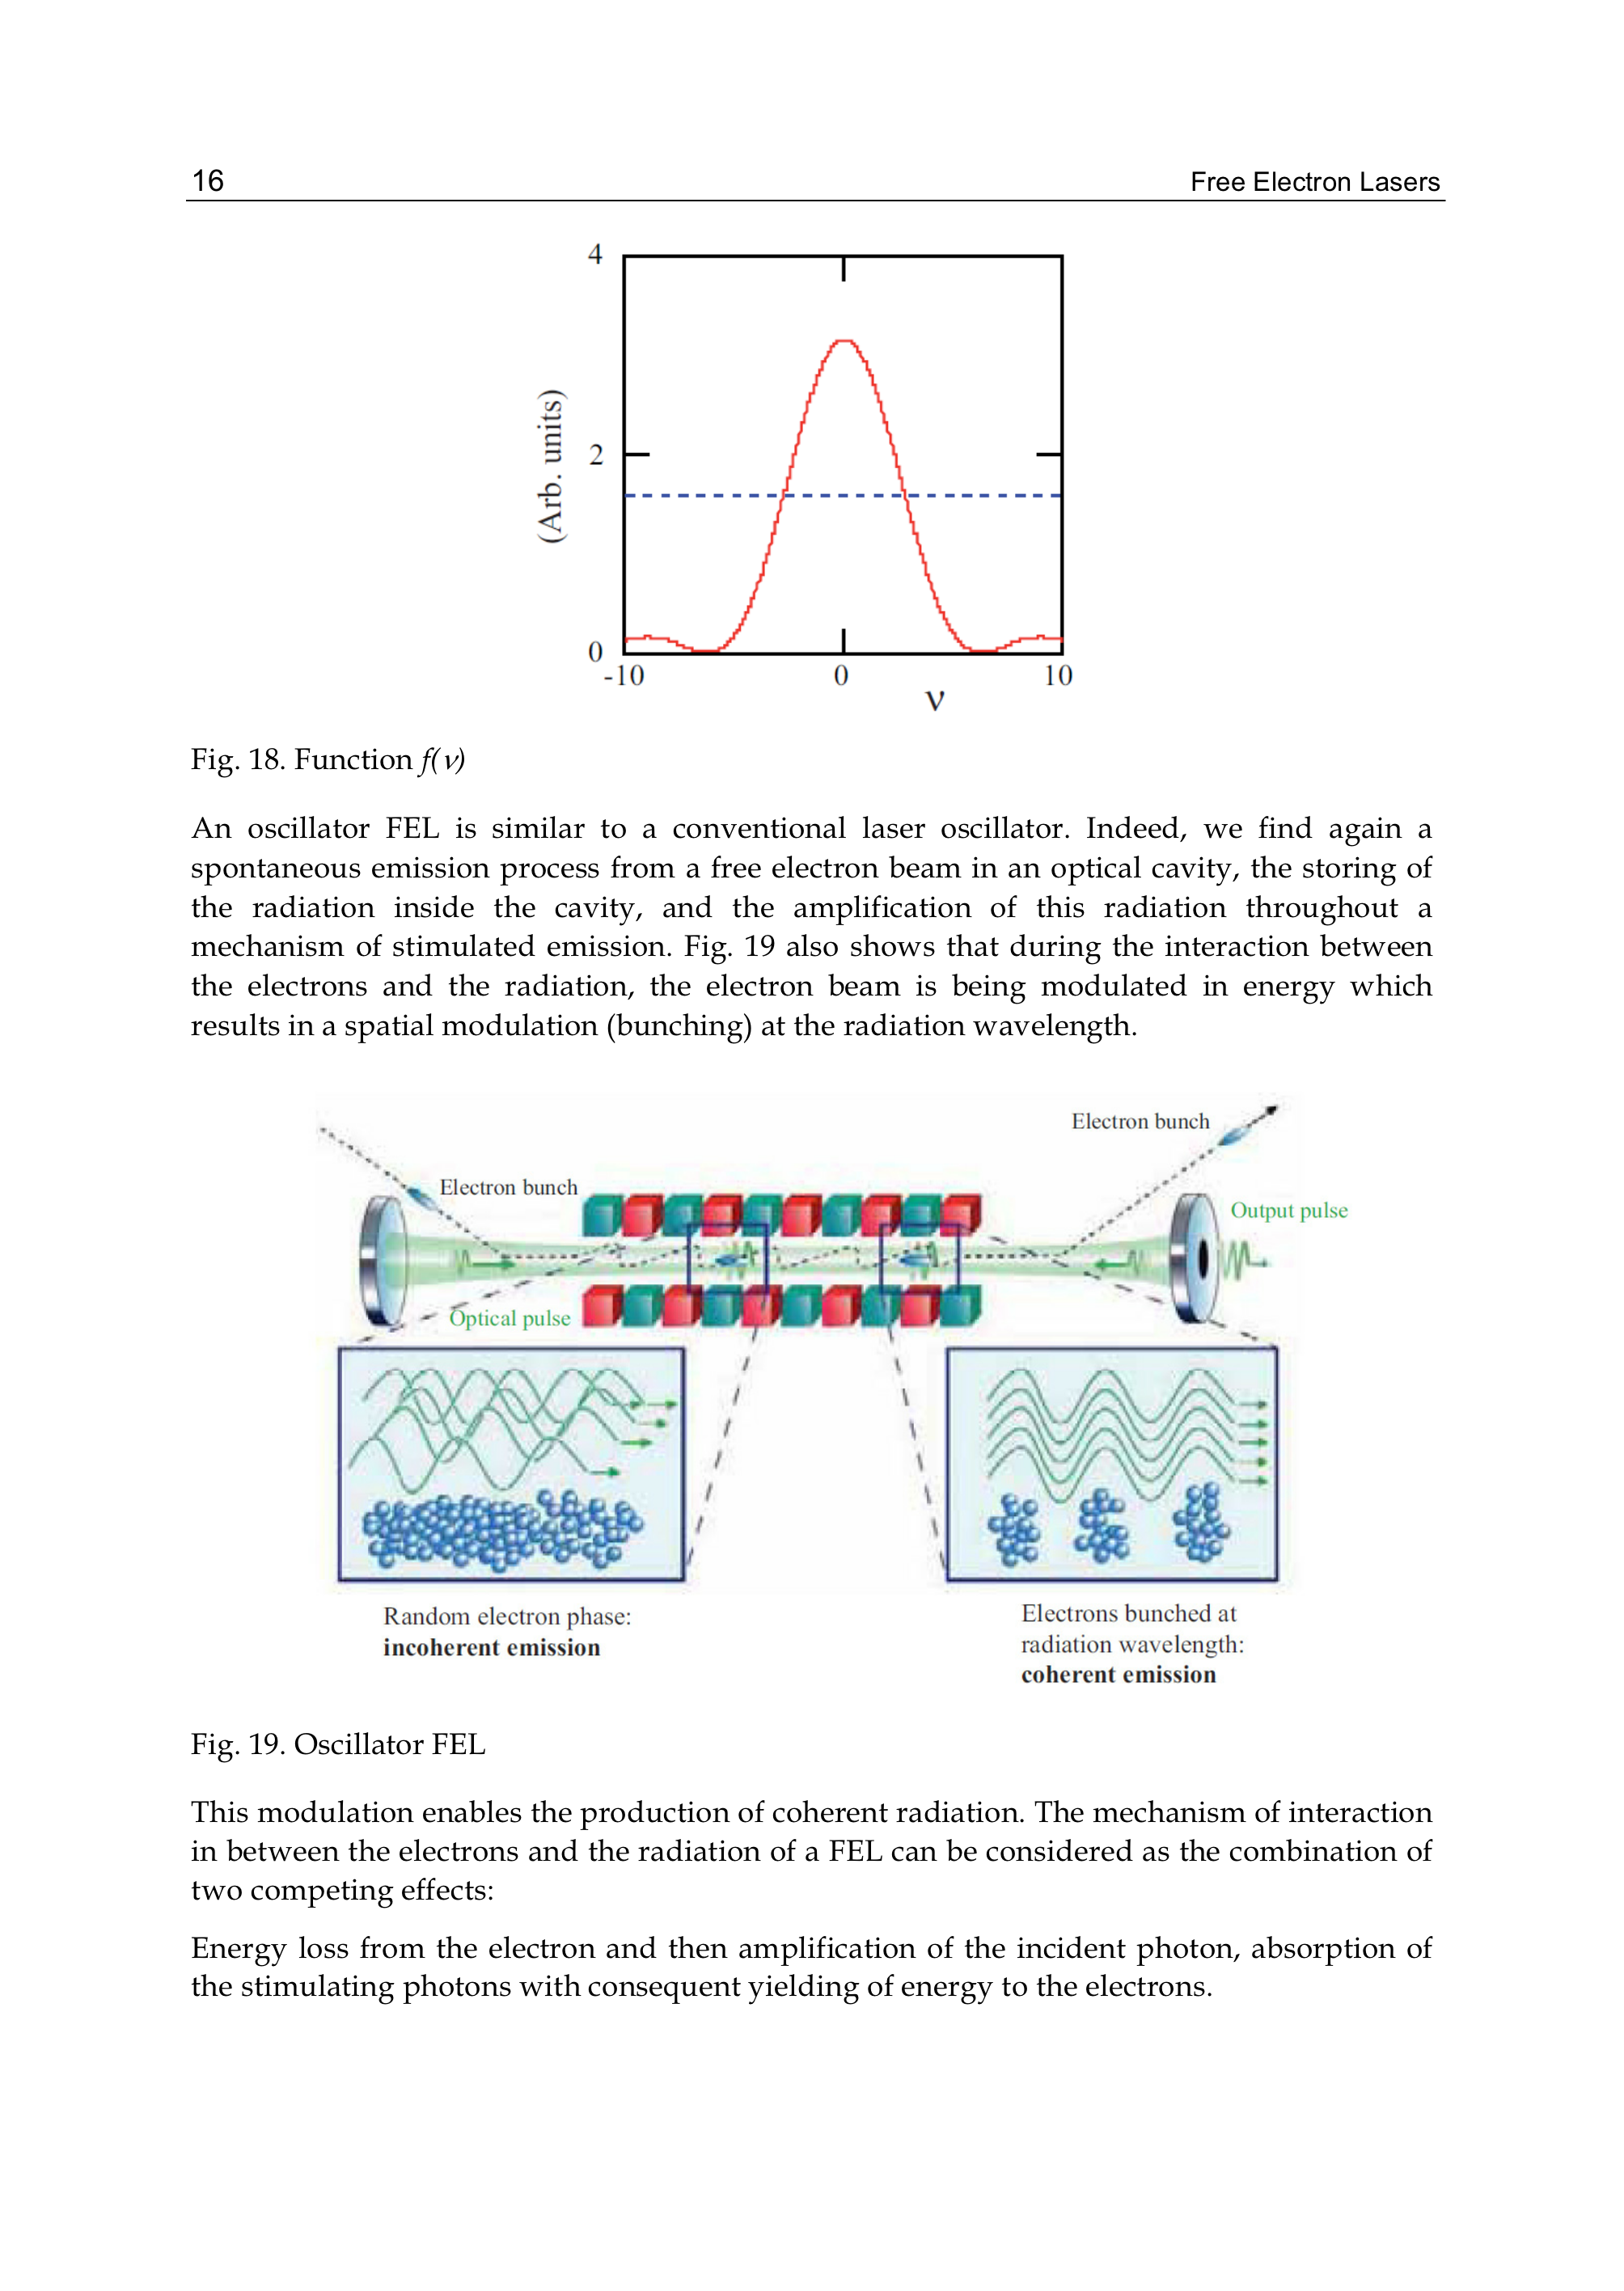 16
Free Electron Lasers
4
(Arb. units)
2
0
-10
0
10
ν
Fig. 18. Function f(ν)
An oscillator FEL is similar to a conventional laser oscillator. Indeed, we find again a
spontaneous emission process from a free electron beam in an optical cavity, the storing of
the radiation inside the cavity, and the amplification of this radiation throughout a
mechanism of stimulated emission. Fig. 19 also shows that during the interaction between
the electrons and the radiation, the electron beam is being modulated in energy which
results in a spatial modulation (bunching) at the radiation wavelength.
Electron bunch
Electron bunch
Output pulse
Optical pulse
Random electron phase:
incoherent emission
Electrons bunched at
radiation wavelength:
coherent emission
Fig. 19. Oscillator FEL
This modulation enables the production of coherent radiation. The mechanism of interaction
in between the electrons and the radiation of a FEL can be considered as the combination of
two competing effects:
Energy loss from the electron and then amplification of the incident photon, absorption of
the stimulating photons with consequent yielding of energy to the electrons.